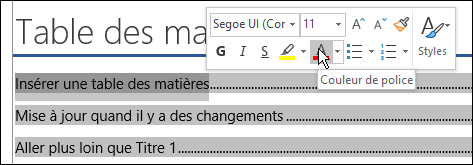 Table des ma
Segoe UI (Cor 11
G I S A Styles
Couleur de police
Insérer une table des matières
Mise à jour quand il y a des changements
Aller plus loin que Titre 1